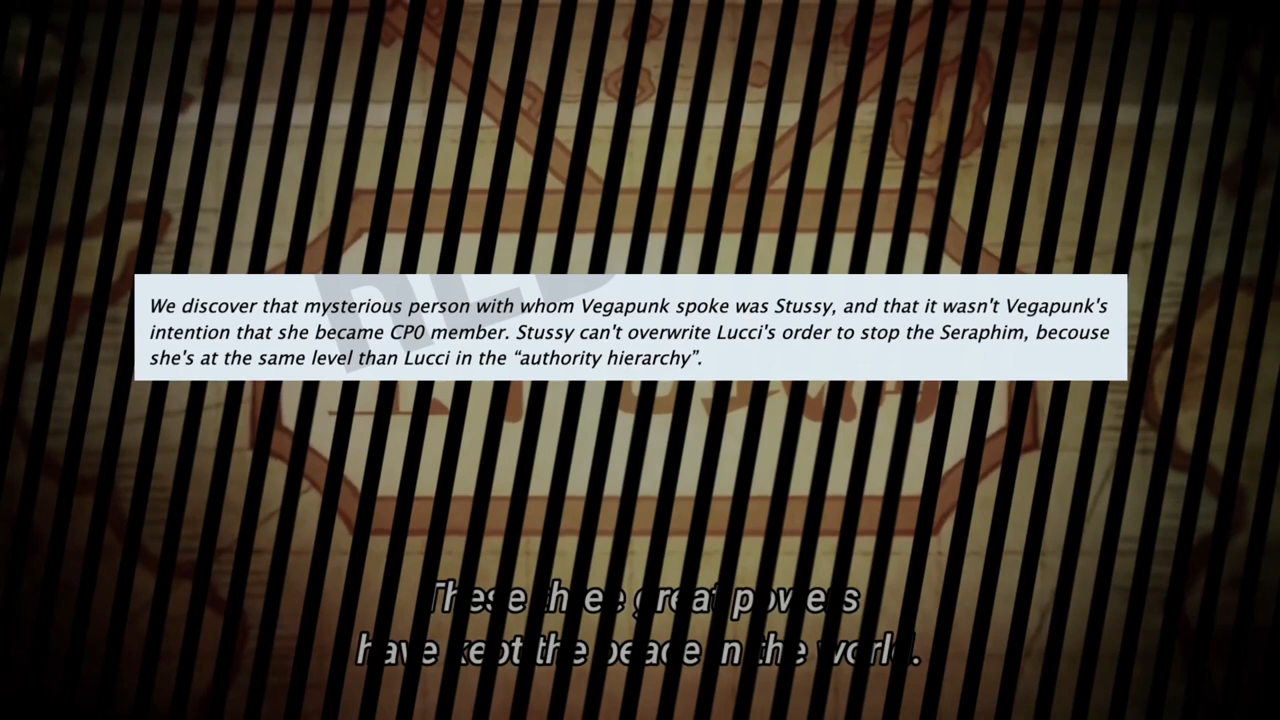 We discover that mysterious person with whom Vegapunk spoke was Stussy, and that it wasn't Vegapunk's
intention that she became CP0 member. Stussy can't overwrite Lucci's order to stop the Seraphim, becouse
she's at the same level than Lucci in the “authority hierarchy”.
These three great powers
have kept the peace in the world.